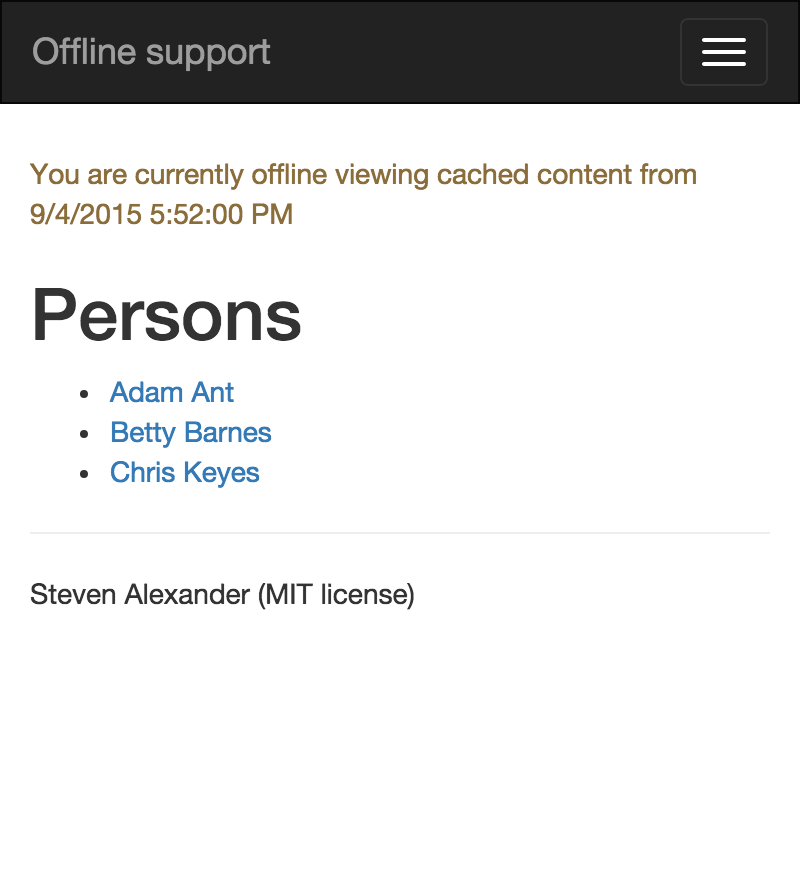 Offline support
You are currently offline viewing cached content from
9/4/2015 5:52:00 PM
Persons
Adam Ant
Betty Barnes
Chris Keyes
Steven Alexander (MIT license)